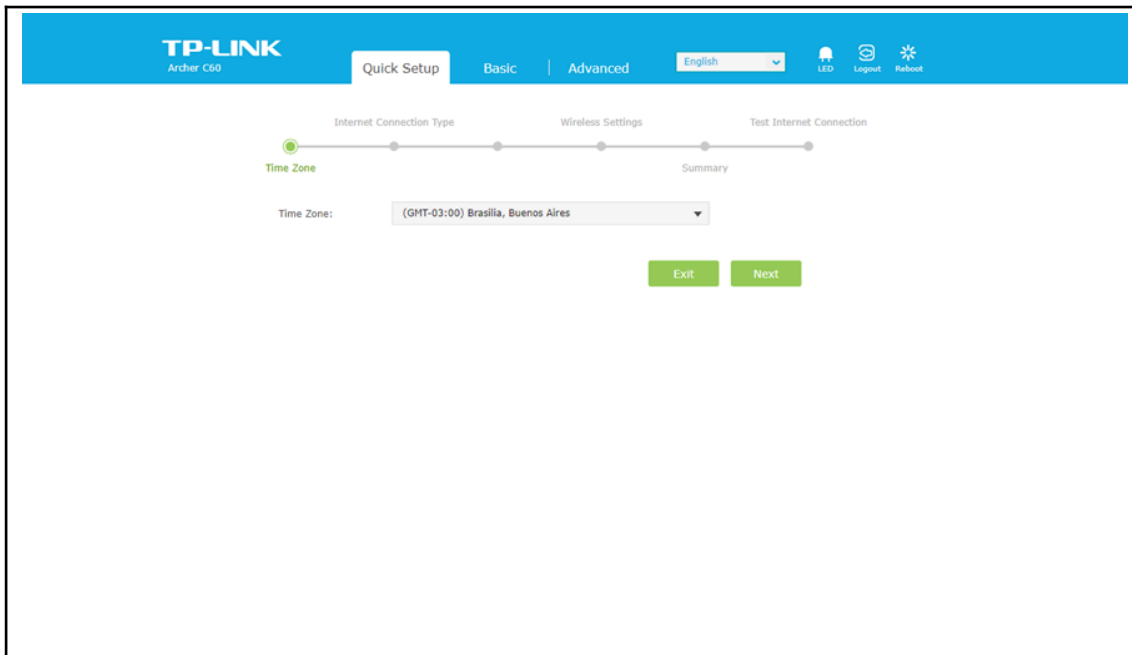 TP-LINK
Archer C60
Quick Setup
Basic
Advanced
English
LED
Logout
Reboot
Internet Connection Type
Wireless Settings
Test Internet Connection
Time Zone
Summary
Time Zone:
(GMT-03:00) Brasilia, Buenos Aires
Exit
Next